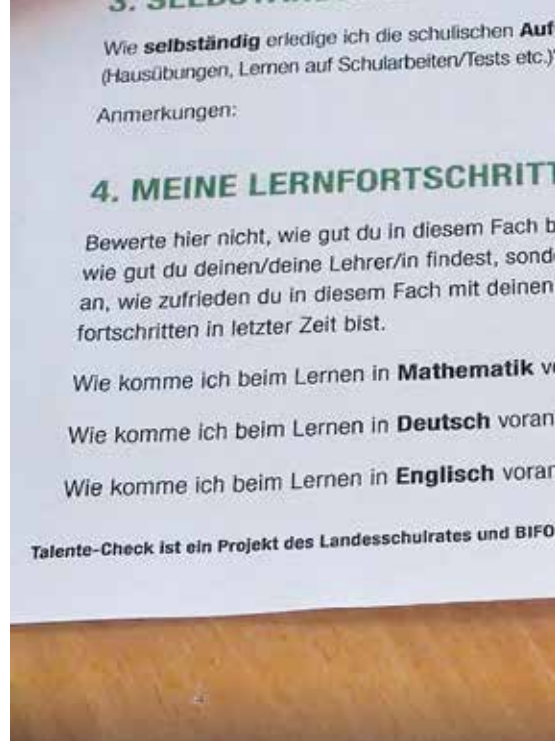 3.
Wie selbständig erledige ich die schulischen
(Hausübungen, Lernen auf Schularbeiten/Tests etc.)
Anmerkungen:
4. MEINE LERNFORTSCHRITT
Bewerte hier nicht, wie gut du in diesem Fach
wie gut du deinen/deine Lehrer/in findest,
an, wie zufrieden du in diesem Fach mit deinen
fortschritten in letzter Zeit bist.
Wie komme ich beim Lernen in Mathematik
Wie komme ich beim Lernen in Deutsch voran
Wie komme ich beim Lernen in Englisch voran
Talente-Check ist ein Projekt des Landesschulrates und BIFO